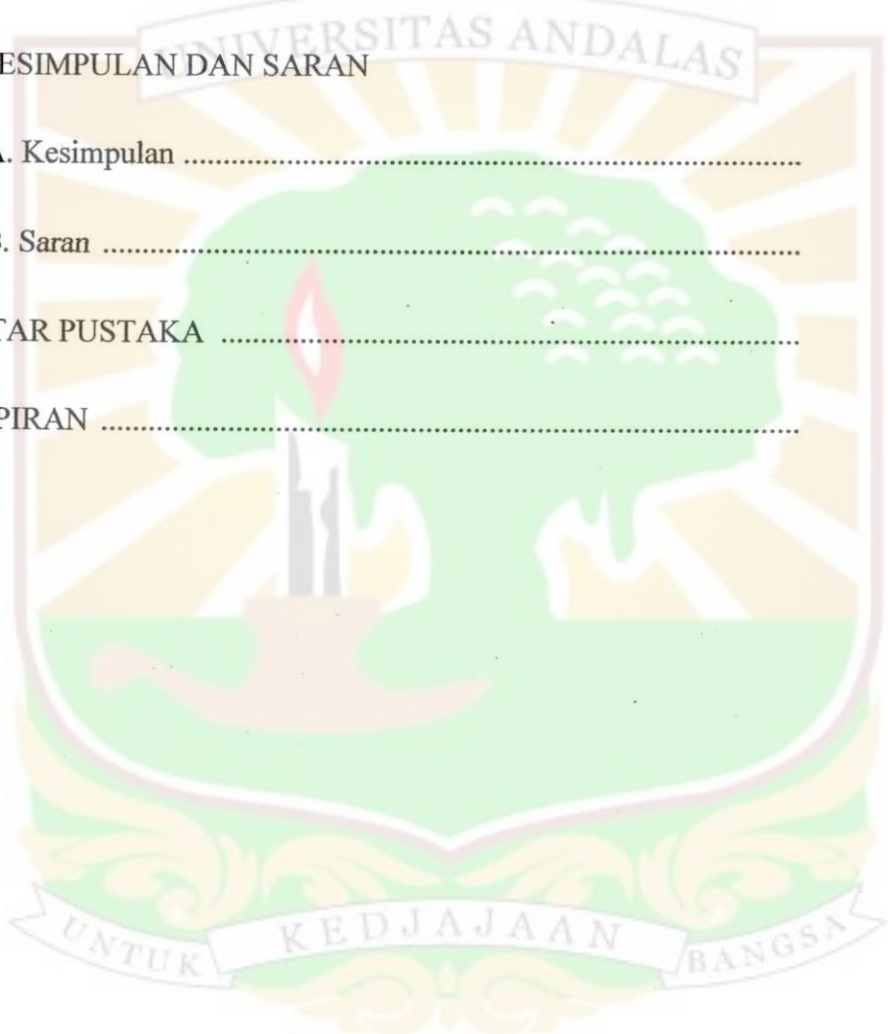 UNIVERSITAS ANDALAS
ESIMPULAN DAN SARAN
A. Kesimpulan ........................................................................
B. Saran ........................................................................
TAR PUSTAKA ........................................................................
PIRAN ........................................................................
UNTUK KEDJAJAAN BANGSA